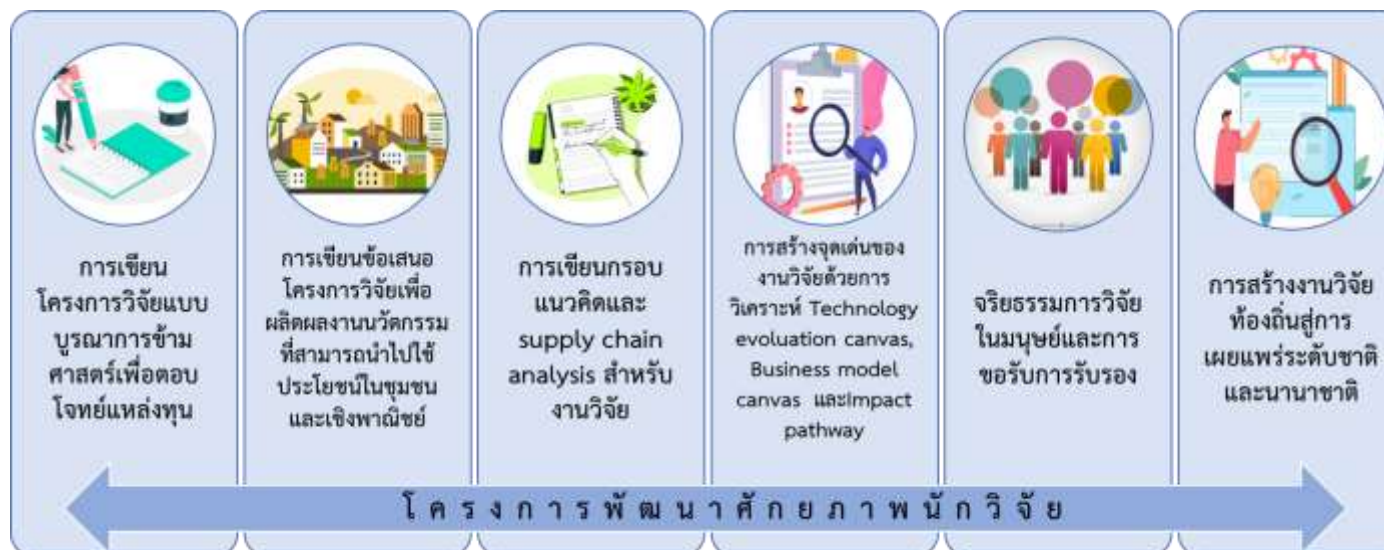 การเขียน
โครงการวิจัยแบบ
บูรณาการข้าม
ศาสตร์เพื่อตอบ
โจทย์แหล่งทุน
การเขียนข้อเสนอ
โครงการวิจัยเพื่อ
ผลิตผลงานนวัตกรรม
ที่สามารถนำไปใช้
ประโยชน์ในชุมชน
และเชิงพาณิชย์
การเขียนกรอบ
แนวคิดและ
supply chain
analysis สำหรับ
งานวิจัย
การสร้างจุดเด่นของ
งานวิจัยด้วยการ
วิเคราะห์ Technology
evoluation canvas,
Business model
canvas และImpact
pathway
จริยธรรมการวิจัย
ในมนุษย์และการ
ขอรับการรับรอง
การสร้างงานวิจัย
ท้องถิ่นสู่การ
เผยแพร่ระดับชาติ
และนานาชาติ
โครงการพัฒนาศักยภาพนักวิจัย